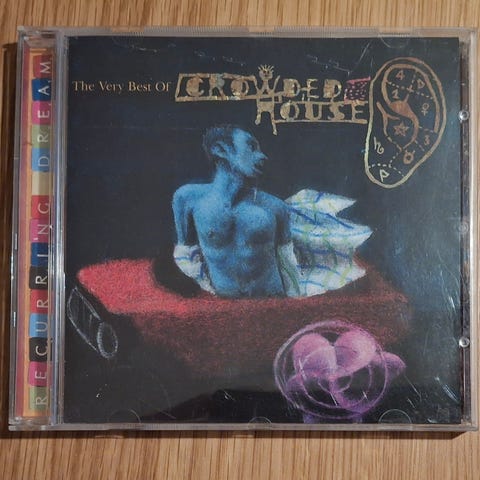 The Very Best Of CROWDED
HOUSE
RECURRING DREAM